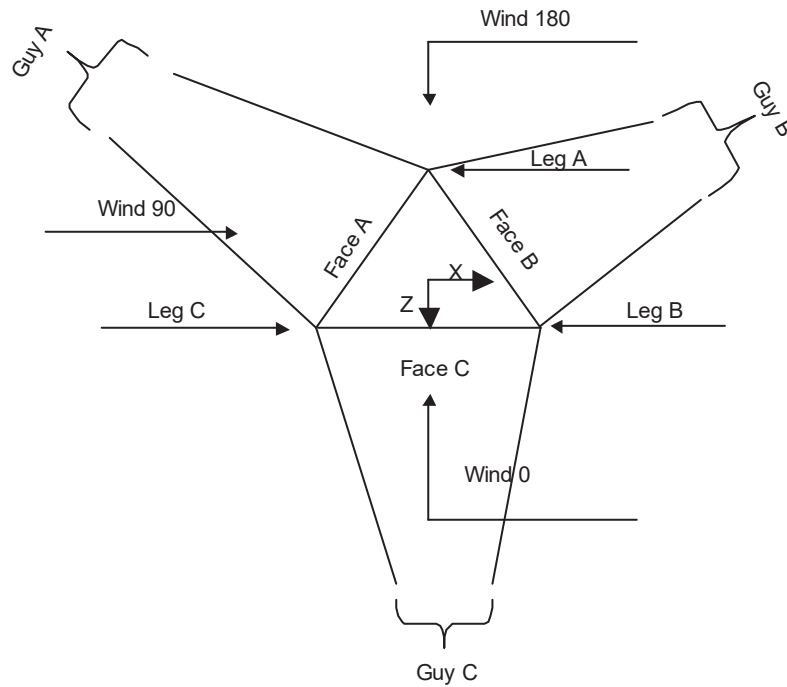 Wind 180
Guy A
Guy B
Leg A
Wind 90
Face A
Face B
X
Z
Leg C
Leg B
Face C
Wind 0
Guy C